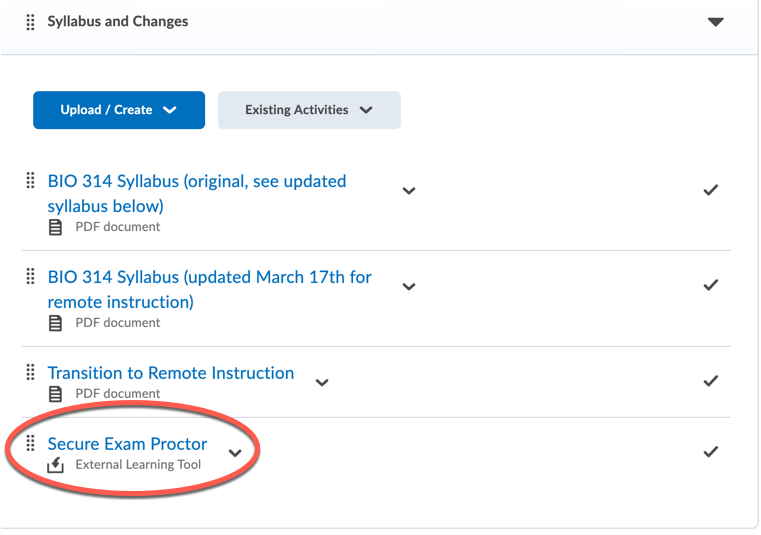 Syllabus and Changes
Upload / Create
Existing Activities
BIO 314 Syllabus (original, see updated
syllabus below)
PDF document
BIO 314 Syllabus (updated March 17th for
remote instruction)
PDF document
Transition to Remote Instruction
PDF document
Secure Exam Proctor
External Learning Tool